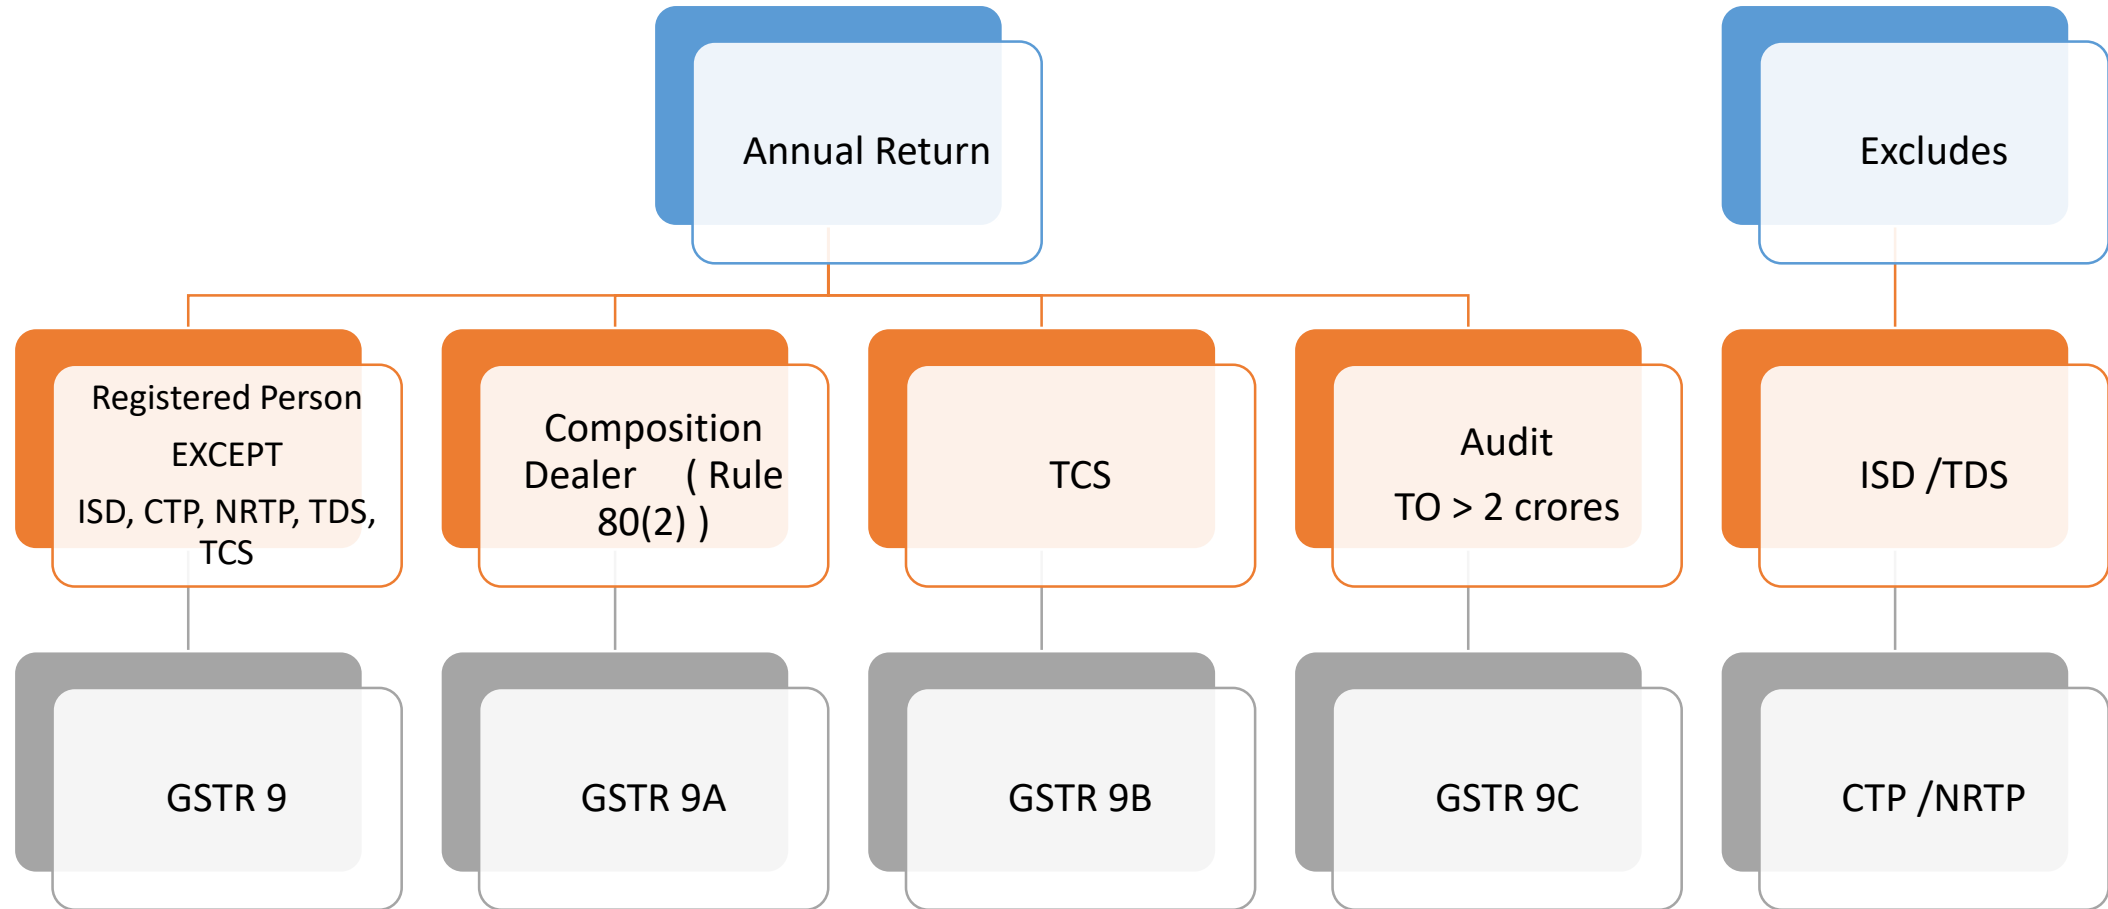 Annual Return
Excludes
Registered Person
EXCEPT
ISD, CTP, NRTP, TDS,
TCS
Composition
Dealer ( Rule
80(2) )
TCS
Audit
TO > 2 crores
ISD /TDS
GSTR 9
GSTR 9A
GSTR 9B
GSTR 9C
CTP /NRTP